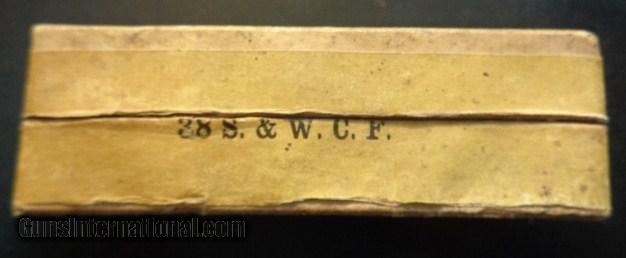 38 S. & W. C. F.
GunsInternational.com